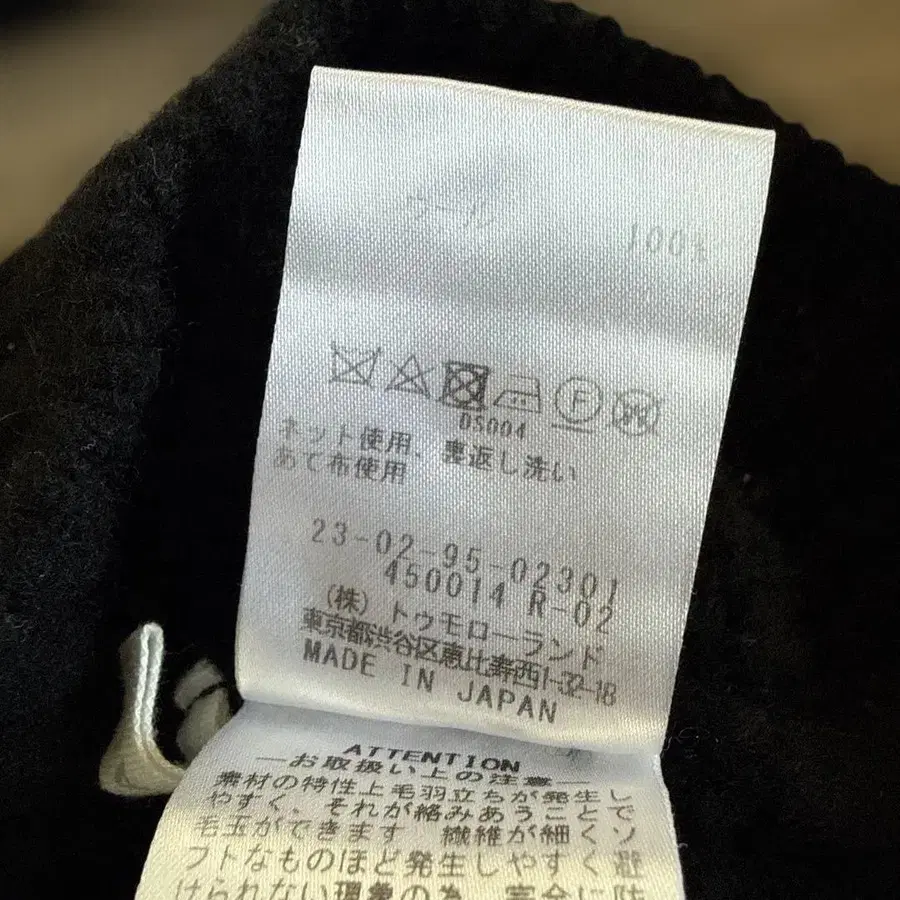 ウール 100%
F
DS004
ネット使用、裏返し洗い
あて布使用
23-02-95-02301
450014 R-02
(株) トゥモローランド
東京都渋谷区恵比寿西1-32-18
MADE IN JAPAN
ATTENTION
―お取扱い上の注意―
素材の特性上毛羽立ちが発生し
やすく、それが絡みあうことで
毛玉ができます 繊維が細くソ
フトなものほど発生しやすく避
けられない現象の為、完全に防